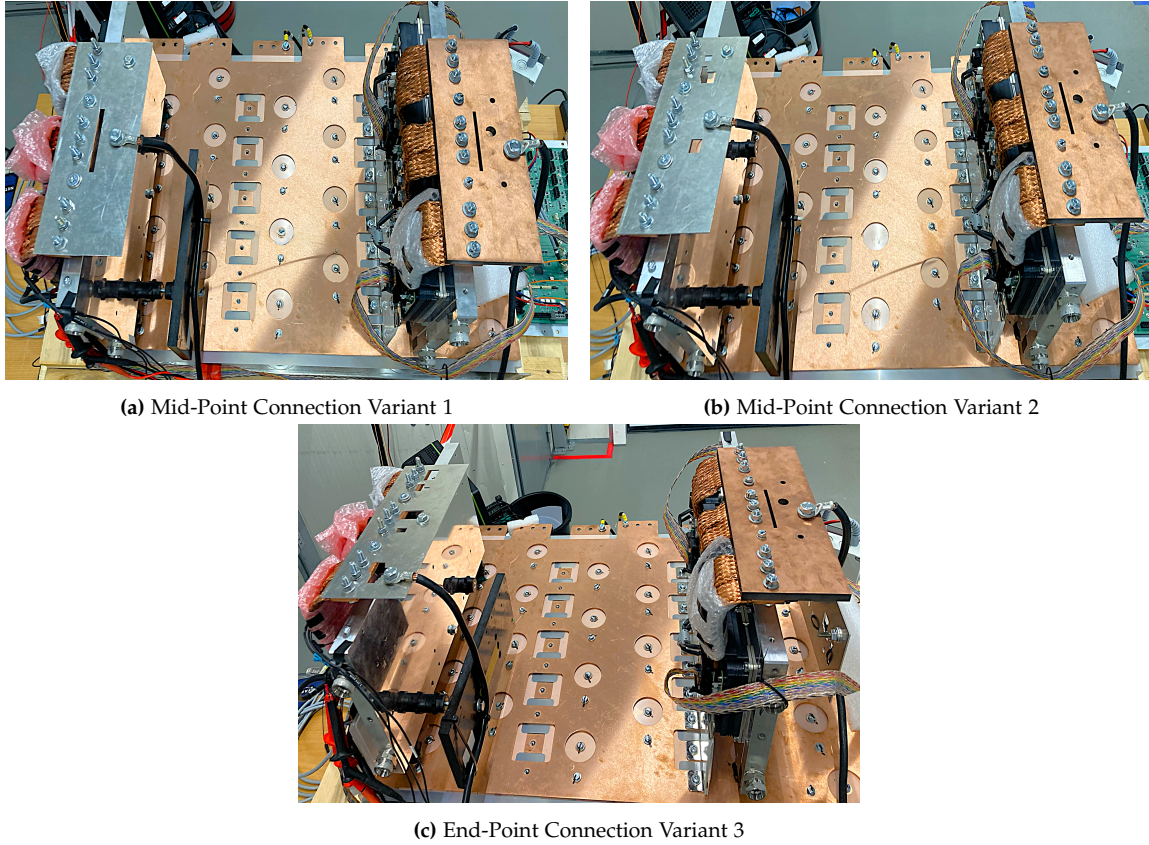 (a) Mid-Point Connection Variant 1
(b) Mid-Point Connection Variant 2
(c) End-Point Connection Variant 3